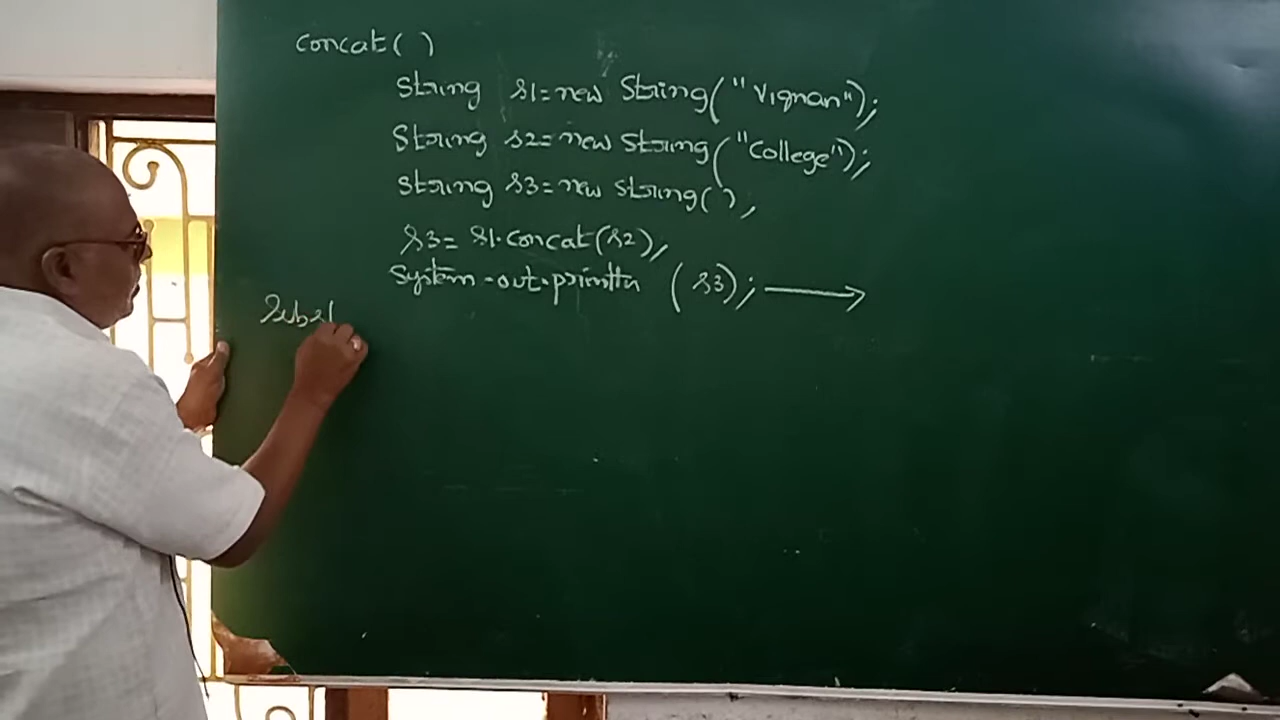 concat( )
String s1=new String("Vignan");
String s2=new String("College");
String s3=new String( );
s3= s1.concat(s2);
System.out.println (s3); →
Subst